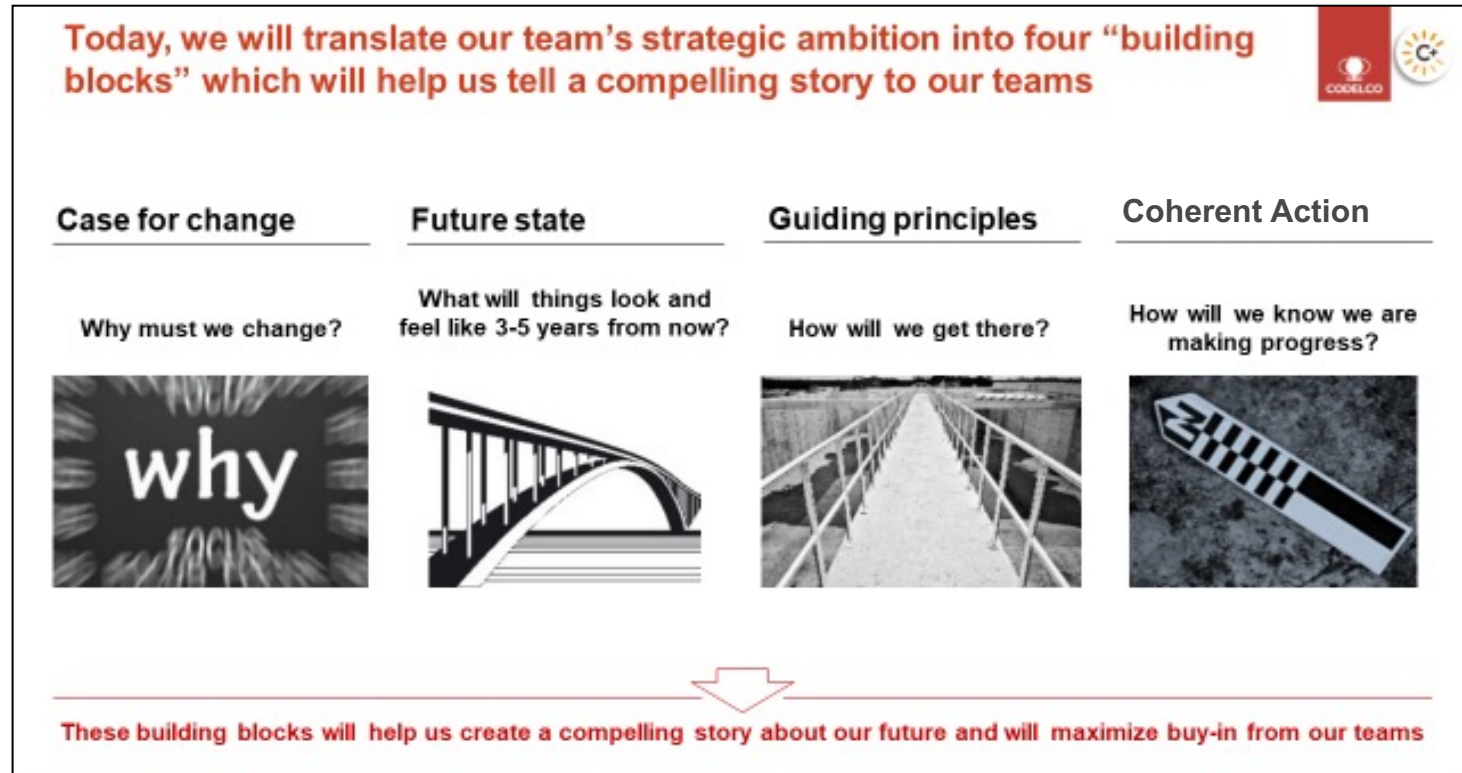 Today, we will translate our team's strategic ambition into four “building
blocks” which will help us tell a compelling story to our teams
CODELCO
C+
Case for change
Future state
Guiding principles
Coherent Action
Why must we change?
What will things look and
feel like 3-5 years from now?
How will we get there?
How will we know we are
making progress?
why
FOCUS
N
These building blocks will help us create a compelling story about our future and will maximize buy-in from our teams